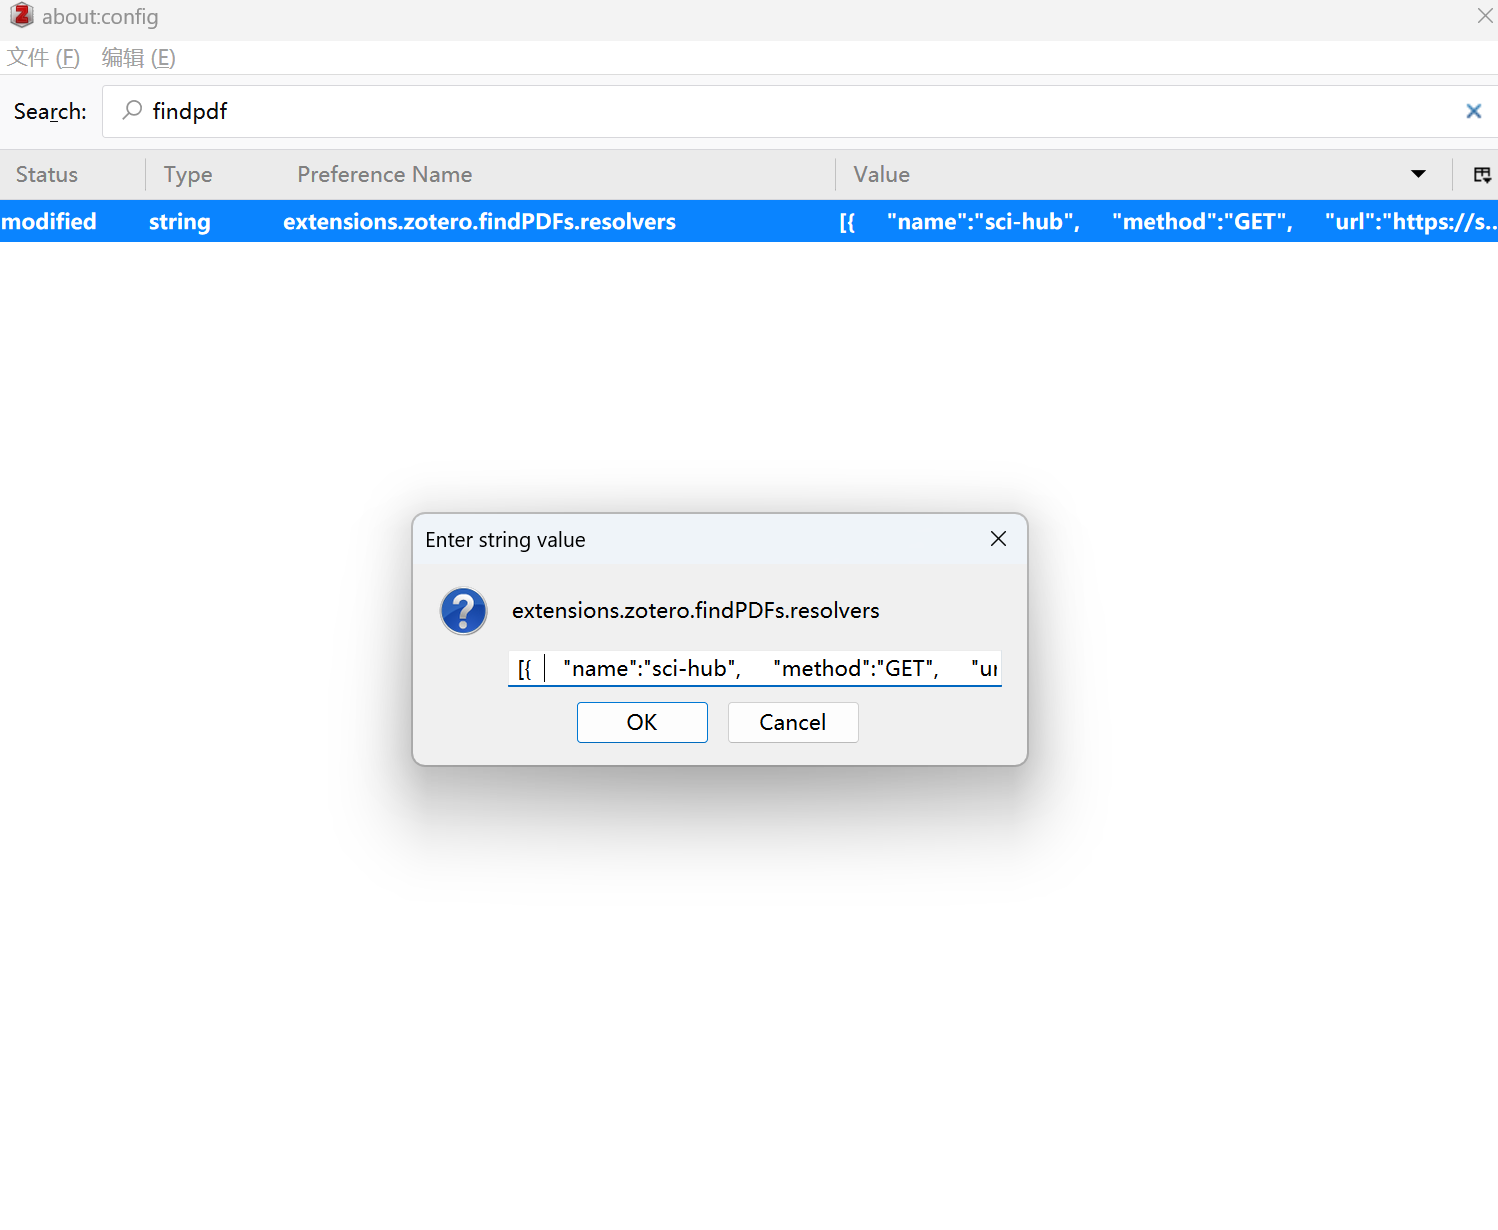 about:config
文件 (F) 编辑 (E)
Search: findpdf
Status Type Preference Name Value
modified string extensions.zotero.findPDFs.resolvers [{ "name":"sci-hub", "method":"GET", "url":"https://s...
Enter string value
extensions.zotero.findPDFs.resolvers
[{ "name":"sci-hub", "method":"GET", "ur
OK Cancel